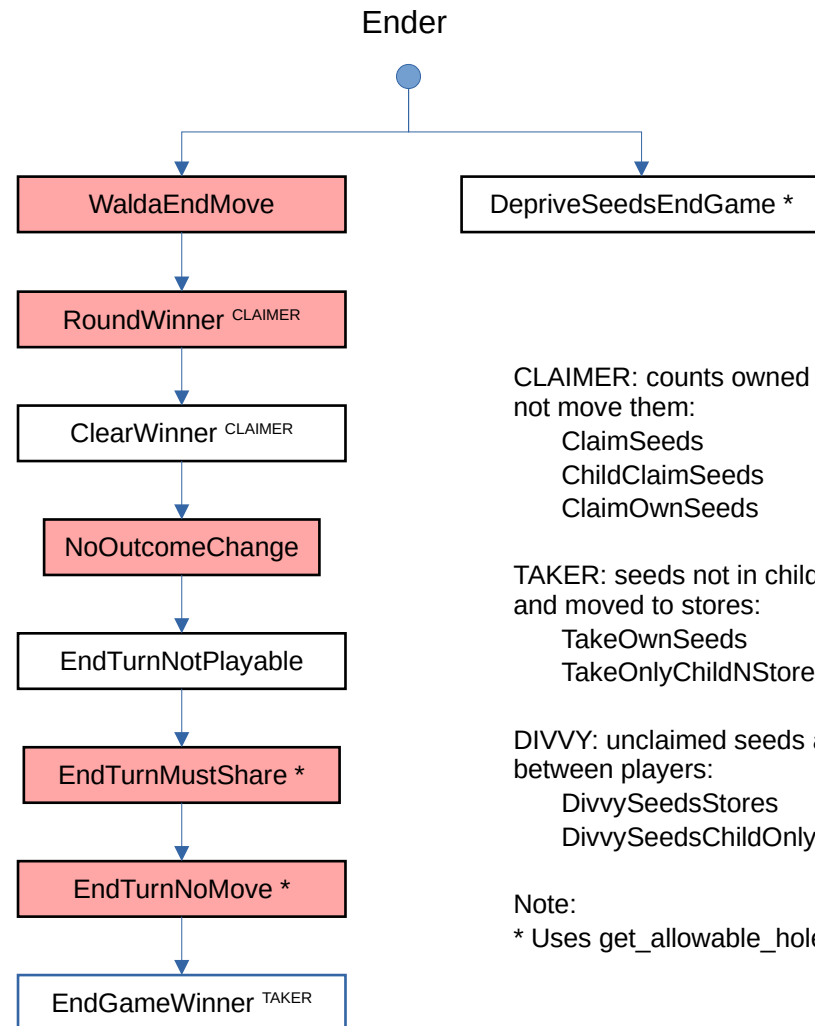 Ender
WaldaEndMove
DepriveSeedsEndGame *
RoundWinner CLAIMER
ClearWinner CLAIMER
NoOutcomeChange
EndTurnNotPlayable
EndTurnMustShare *
EndTurnNoMove *
EndGameWinner TAKER
CLAIMER: counts owned
not move them:
ClaimSeeds
ChildClaimSeeds
ClaimOwnSeeds
TAKER: seeds not in child
and moved to stores:
TakeOwnSeeds
TakeOnlyChildNStore
DIVVY: unclaimed seeds a
between players:
DivvySeedsStores
DivvySeedsChildOnly
Note:
* Uses get_allowable_hole